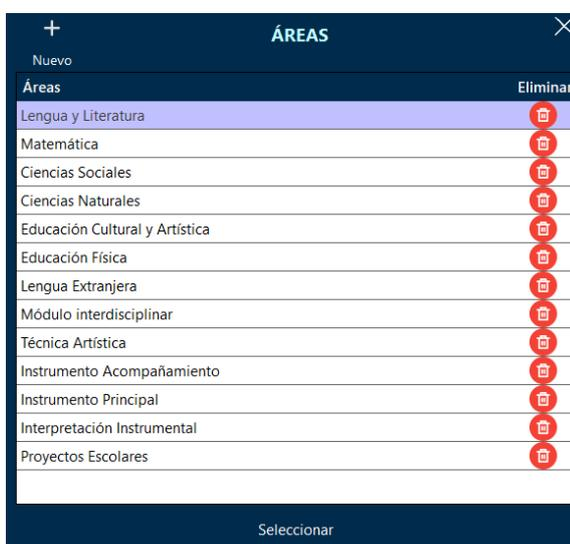 ÁREAS
Nuevo
Áreas Eliminar
Lengua y Literatura
Matemática
Ciencias Sociales
Ciencias Naturales
Educación Cultural y Artística
Educación Física
Lengua Extranjera
Módulo interdisciplinar
Técnica Artística
Instrumento Acompañamiento
Instrumento Principal
Interpretación Instrumental
Proyectos Escolares
Seleccionar